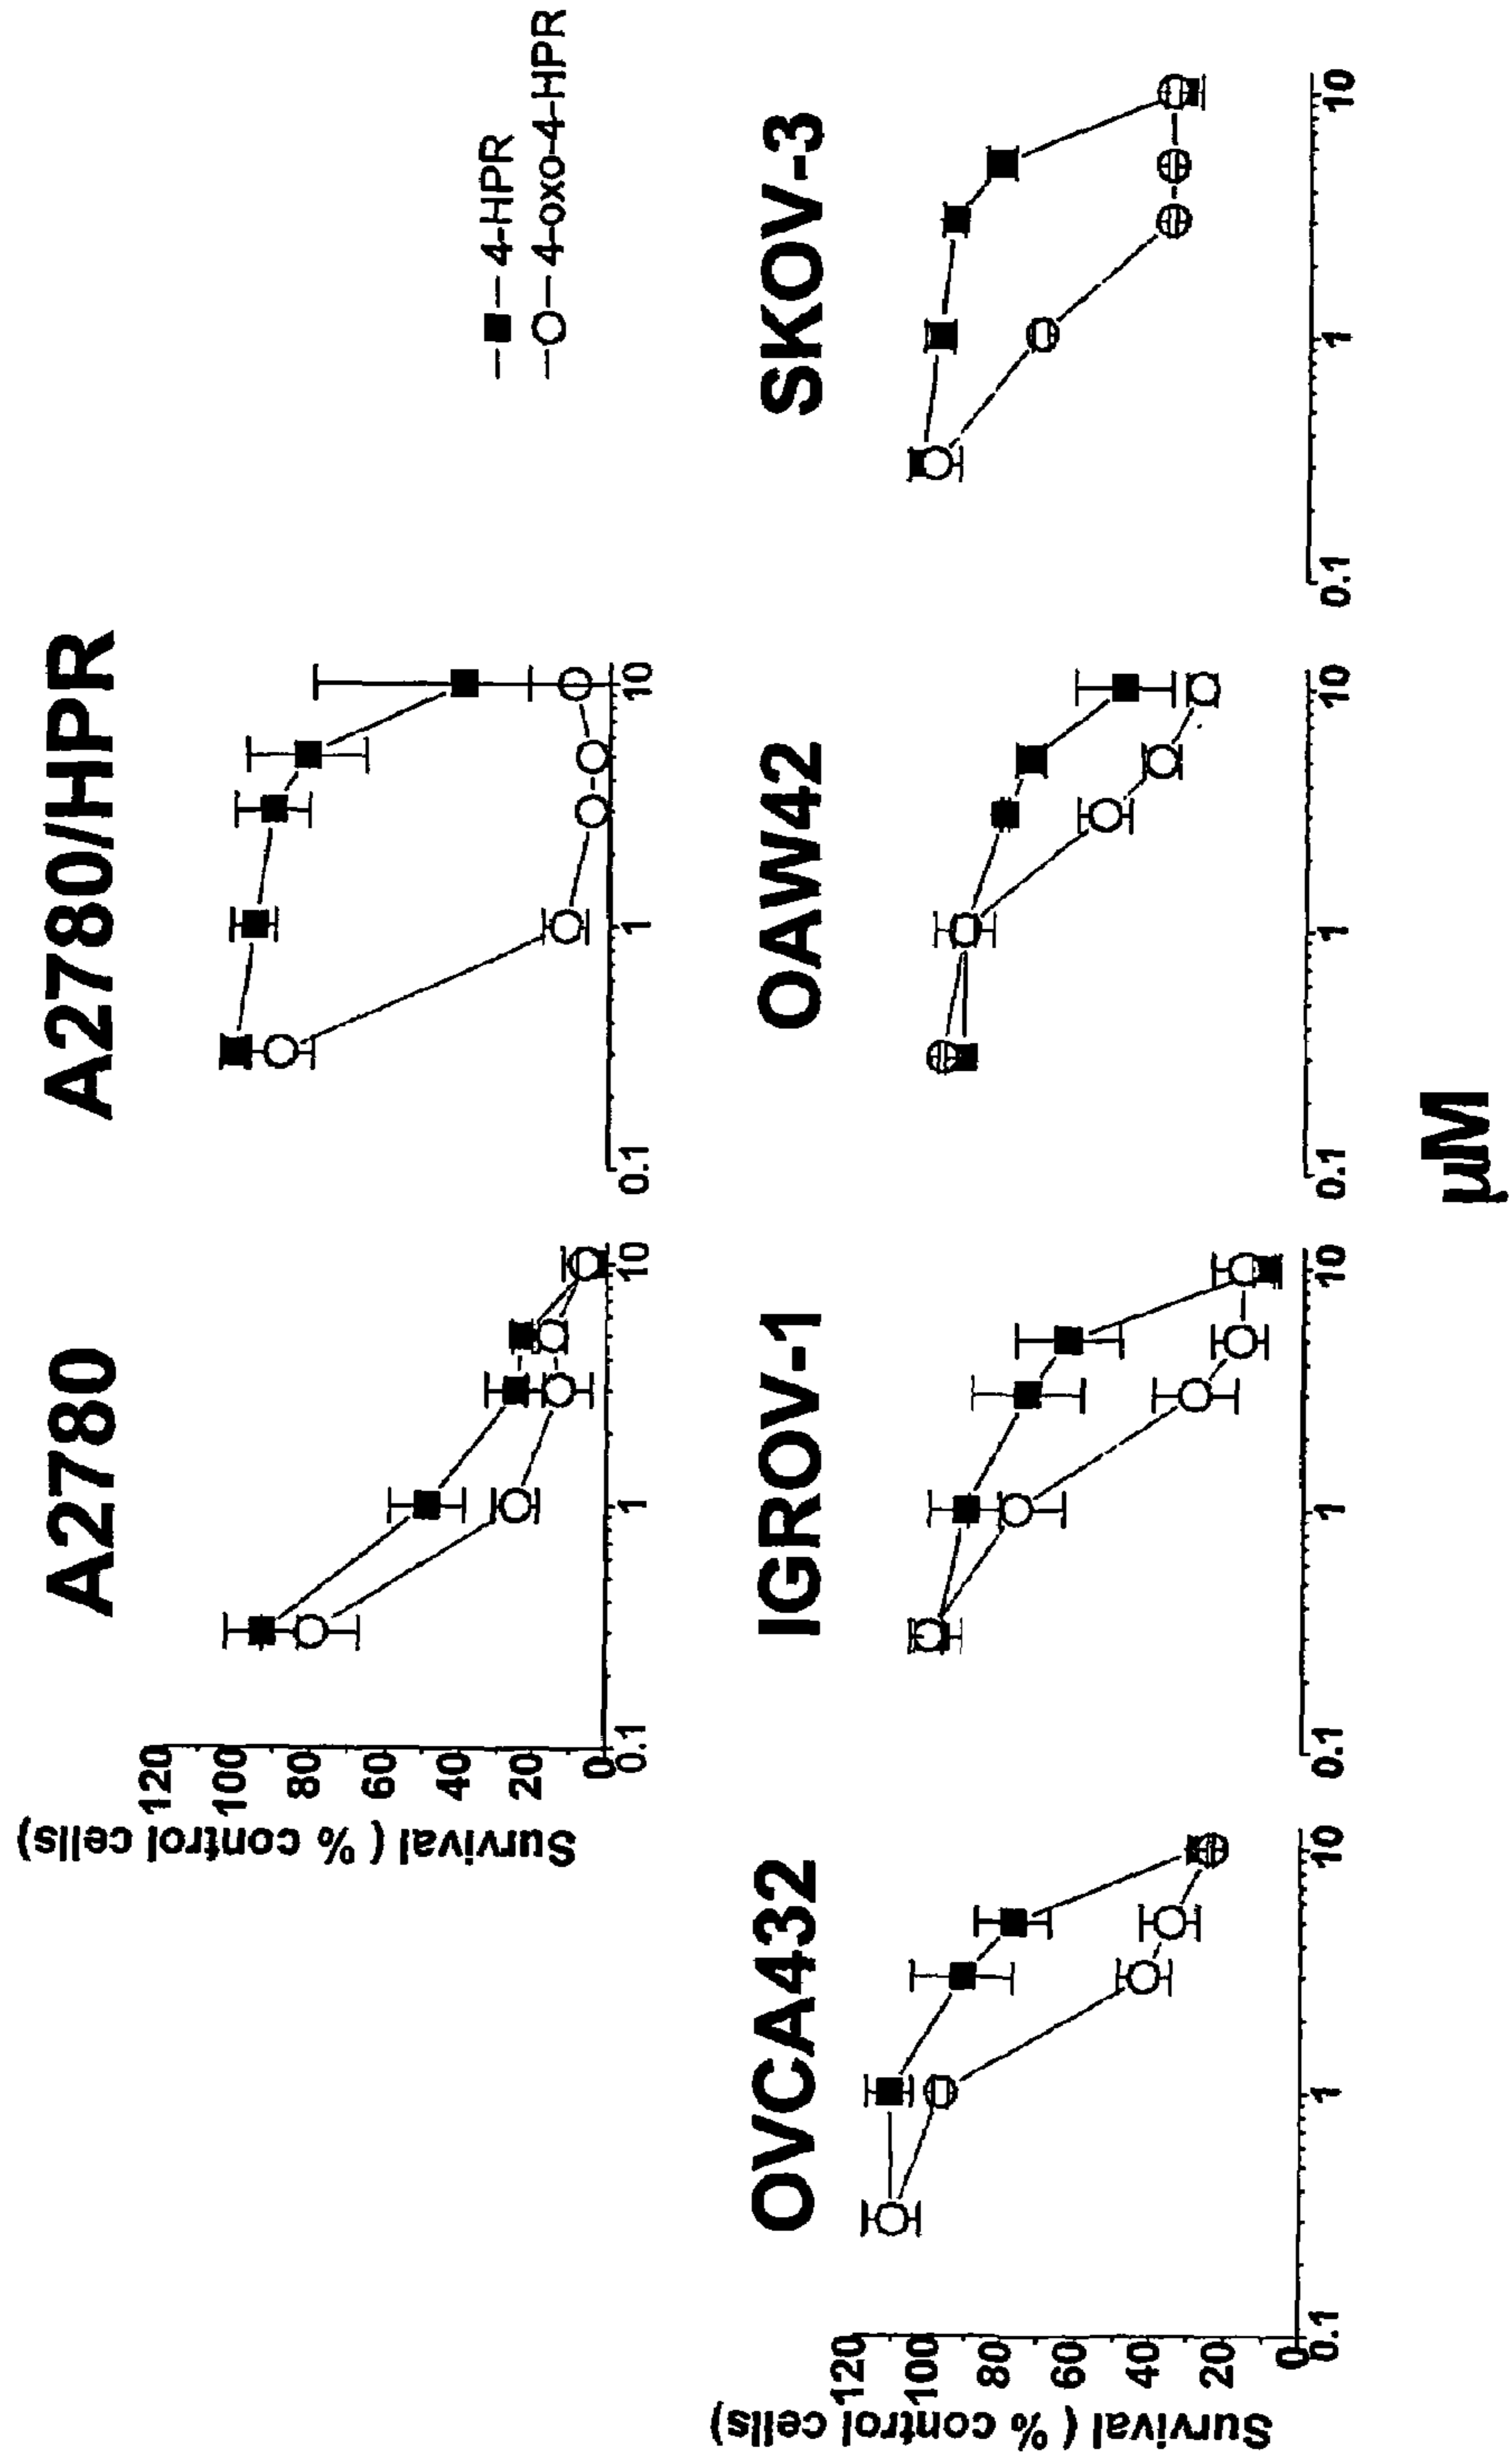 A2780
A2780/HPR
4-HPR
4-oxo-4-HPR
Survival ( % control cells)
120
100
80
60
40
20
0
0.1
1
10
0.1
1
10
OVCA432
IGROV-1
OAW42
SKOV-3
Survival ( % control cells)
120
100
80
60
40
20
0
0.1
1
10
0.1
1
10
0.1
1
10
0.1
1
10
µM